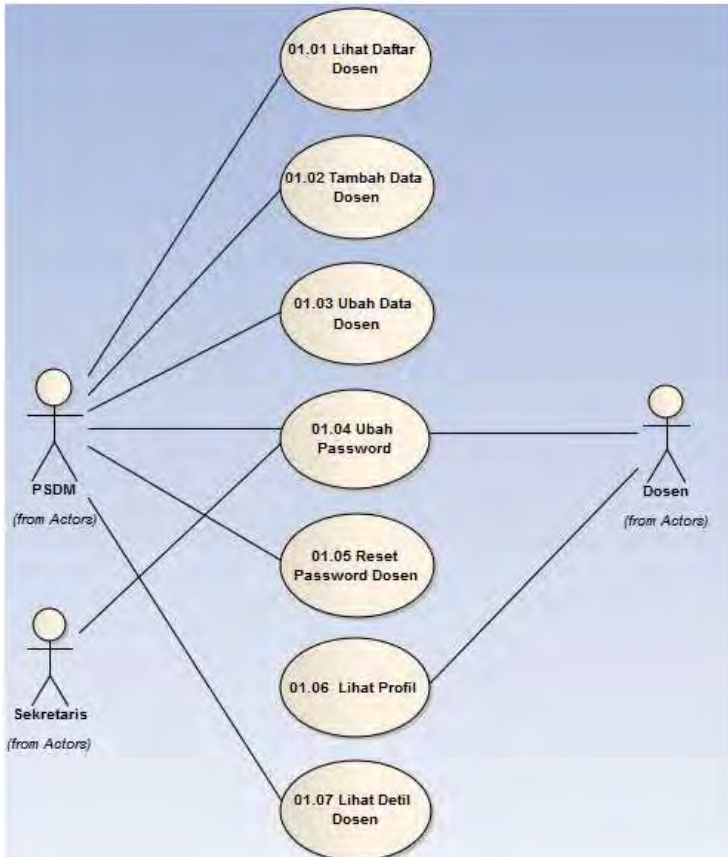 01.01 Lihat Daftar
Dosen
01.02 Tambah Data
Dosen
01.03 Ubah Data
Dosen
01.04 Ubah
Password
PSDM
(from Actors)
Dosen
(from Actors)
01.05 Reset
Password Dosen
01.06 Lihat Profil
Sekretaris
(from Actors)
01.07 Lihat Detil
Dosen